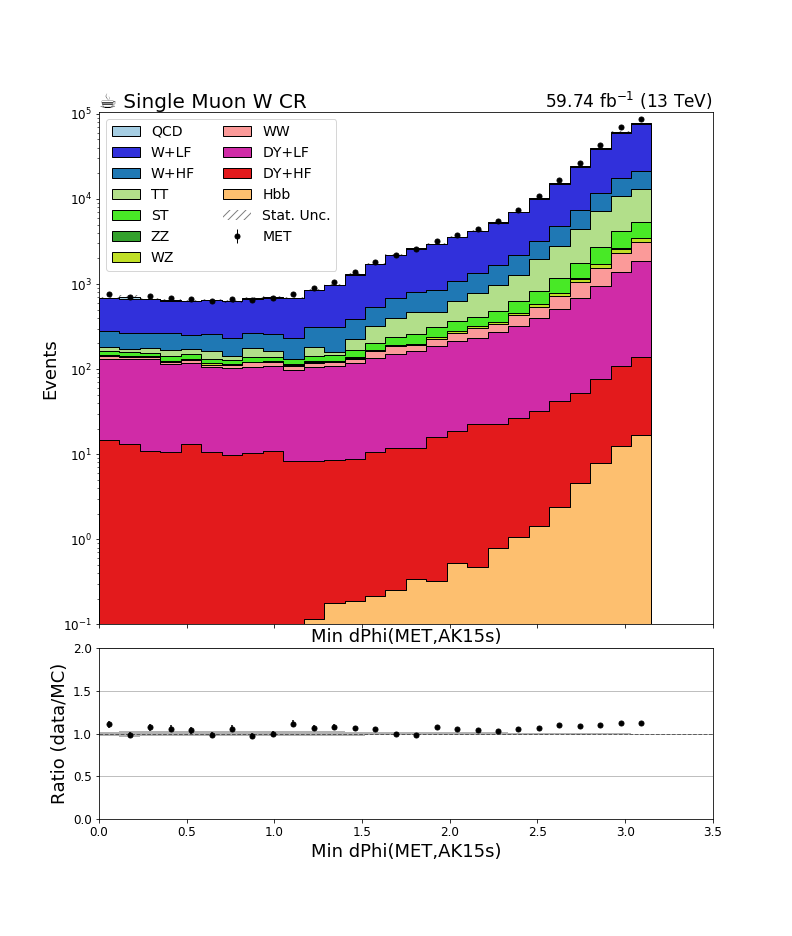 ☕ Single Muon W CR 59.74 fb⁻¹ (13 TeV)
10⁵
10⁴
10³
10²
10¹
10⁰
10⁻¹
Events
QCD WW
W+LF DY+LF
W+HF DY+HF
TT Hbb
ST Stat. Unc.
ZZ MET
WZ
Min dPhi(MET,AK15s)
2.0
1.5
1.0
0.5
0.0
Ratio (data/MC)
0.0 0.5 1.0 1.5 2.0 2.5 3.0 3.5
Min dPhi(MET,AK15s)